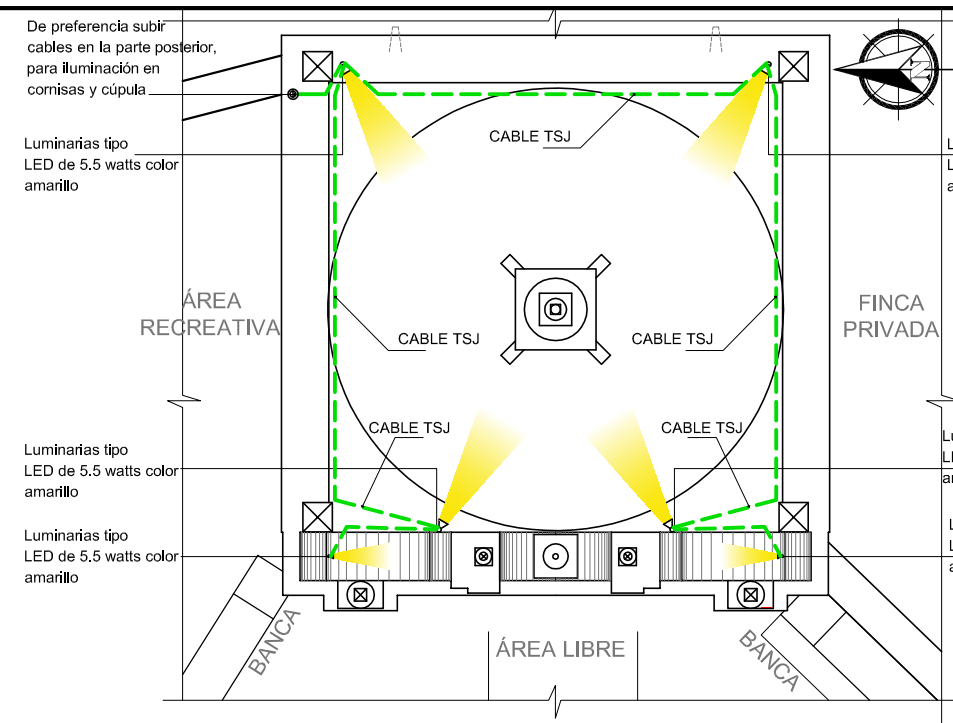 De preferencia subir
cables en la parte posterior,
para iluminación en
cornisas y cúpula
N
CABLE TSJ
Luminarias tipo
LED de 5.5 watts color
amarillo
ÁREA
RECREATIVA
FINCA
PRIVADA
CABLE TSJ
CABLE TSJ
CABLE TSJ
CABLE TSJ
Luminarias tipo
LED de 5.5 watts color
amarillo
Luminarias tipo
LED de 5.5 watts color
amarillo
BANCA
ÁREA LIBRE
BANCA